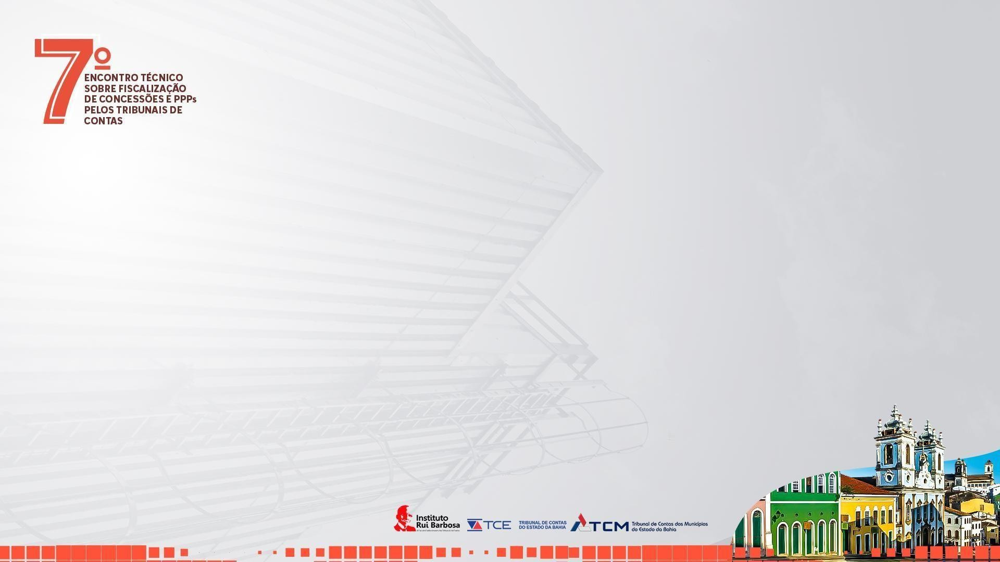 7º
ENCONTRO TÉCNICO
SOBRE FISCALIZAÇÃO
DE CONCESSÕES E PPPs
PELOS TRIBUNAIS DE
CONTAS
Instituto
Rui Barbosa
TCE
TRIBUNAL DE CONTAS
DO ESTADO DA BAHIA
TCM
Tribunal de Contas dos Municípios
do Estado da Bahia